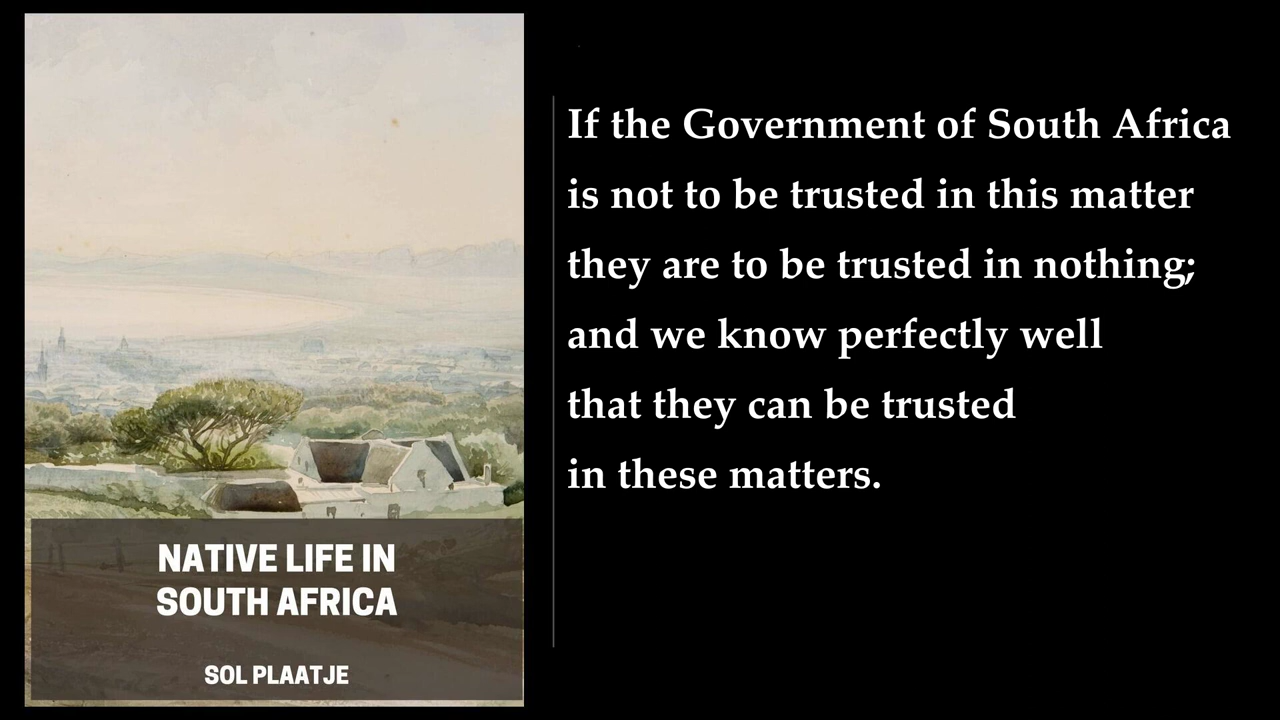 NATIVE LIFE IN
SOUTH AFRICA
SOL PLAATJE
If the Government of South Africa
is not to be trusted in this matter
they are to be trusted in nothing;
and we know perfectly well
that they can be trusted
in these matters.